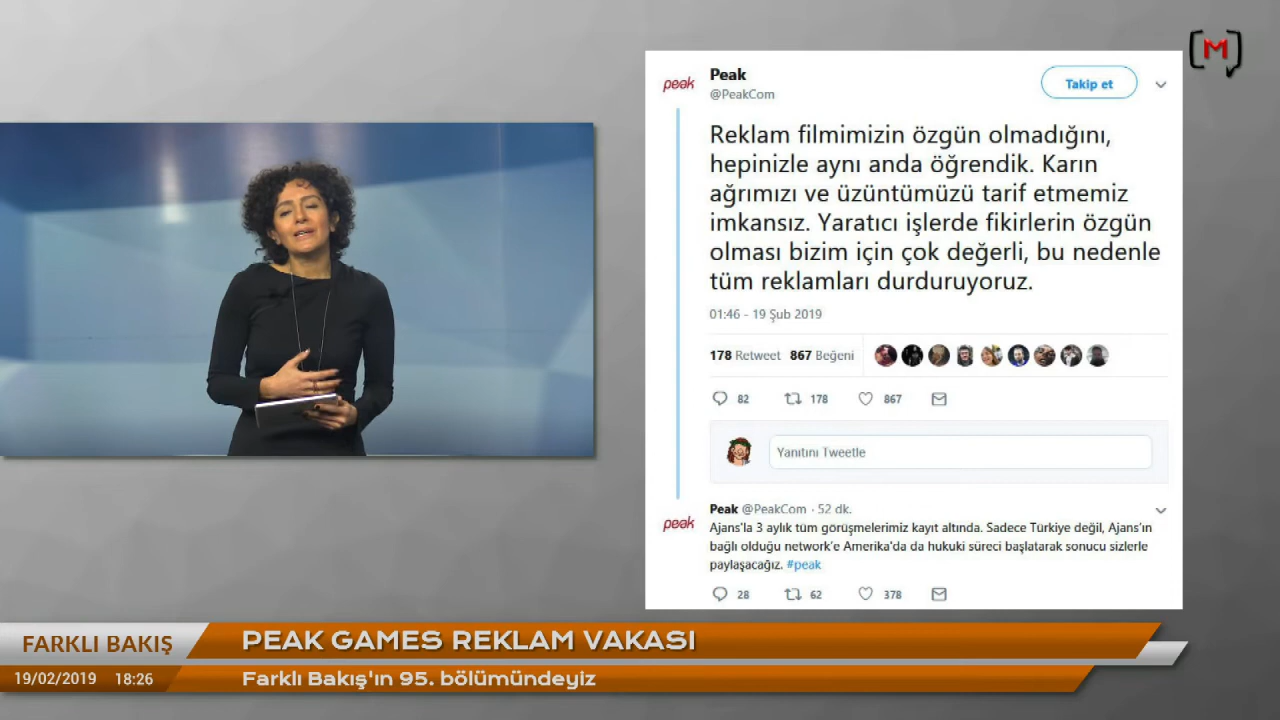 M
peak
Peak
@PeakCom
Takip et
Reklam filmimizin özgün olmadığını,
hepinizle aynı anda öğrendik. Karın
ağrımızı ve üzüntümüzü tarif etmemiz
imkansız. Yaratıcı işlerde fikirlerin özgün
olması bizim için çok değerli, bu nedenle
tüm reklamları durduruyoruz.
01:46 - 19 Şub 2019
178 Retweet 867 Beğeni
82 178 867
Yanıtını Tweetle
peak
Peak @PeakCom · 52 dk.
Ajans'la 3 aylık tüm görüşmelerimiz kayıt altında. Sadece Türkiye değil, Ajans'ın
bağlı olduğu network'e Amerika'da da hukuki süreci başlatarak sonucu sizlerle
paylaşacağız. #peak
28 62 378
FARKLI BAKIŞ
PEAK GAMES REKLAM VAKASI
19/02/2019 18:26
Farklı Bakış'ın 95. bölümündeyiz